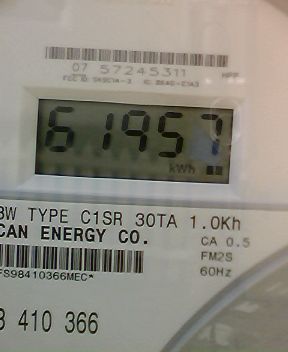 07 57245311
61957
kWh
3W TYPE C1SR 30TA 1.0Kh
CAN ENERGY CO.
CA 0.5
FM2S
FS98410366MEC*
60Hz
3 410 366